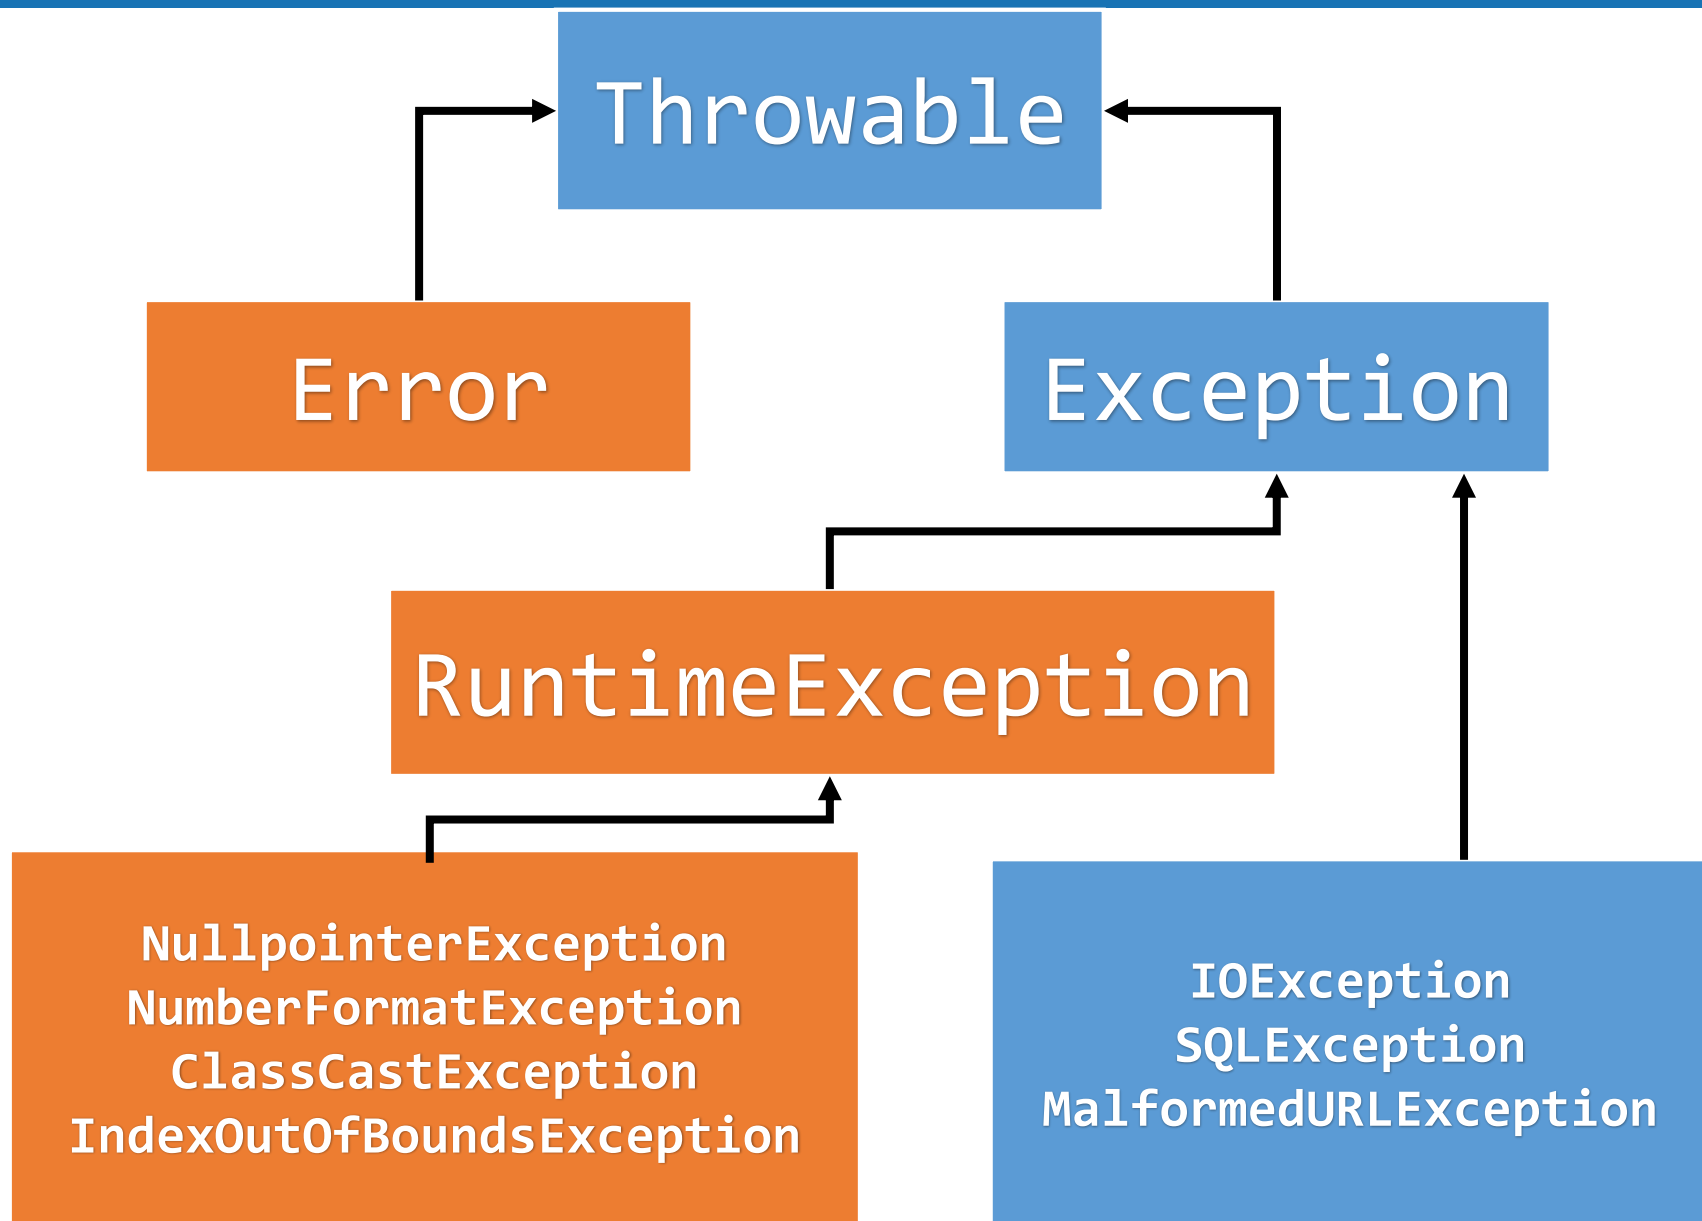 Throwable
Error
Exception
RuntimeException
NullpointerException
NumberFormatException
ClassCastException
IndexOutOfBoundsException
IOException
SQLException
MalformedURLException